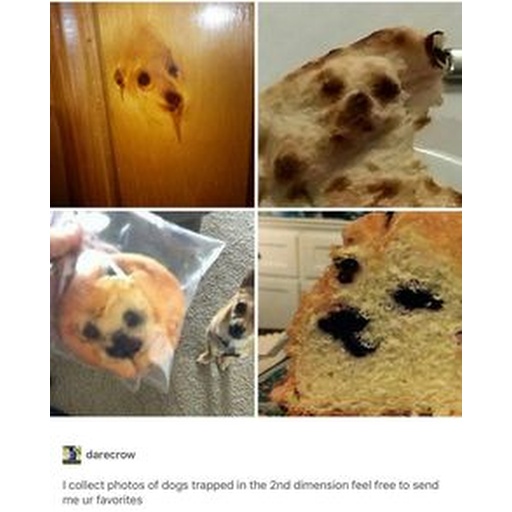 darecrow
I collect photos of dogs trapped in the 2nd dimension feel free to send
me ur favorites